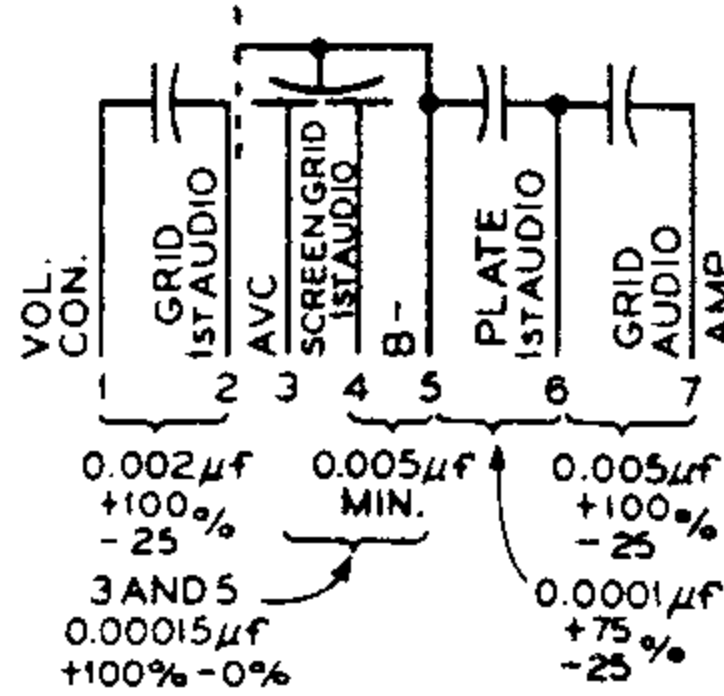 VOL.
CON.
GRID
1ST AUDIO
AVC
SCREEN GRID
1ST AUDIO
B-
PLATE
1ST AUDIO
GRID
AUDIO
AMP.
1 2 3 4 5 6 7
0.002μf
+100%
-25
0.005μf
MIN.
0.005μf
+100%
-25
3 AND 5
0.00015μf
+100% -0%
0.0001μf
+75%
-25